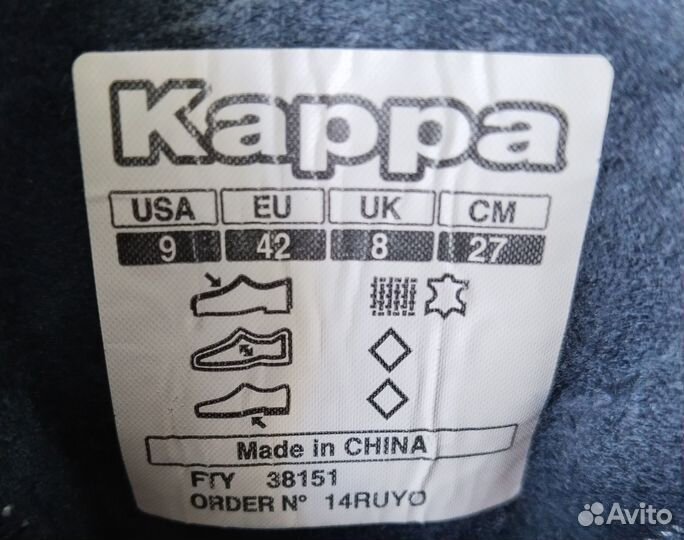 Kappa
USA EU UK CM
9 42 8 27
Made in CHINA
FTY 38151
ORDER N° 14RUYO
Avito